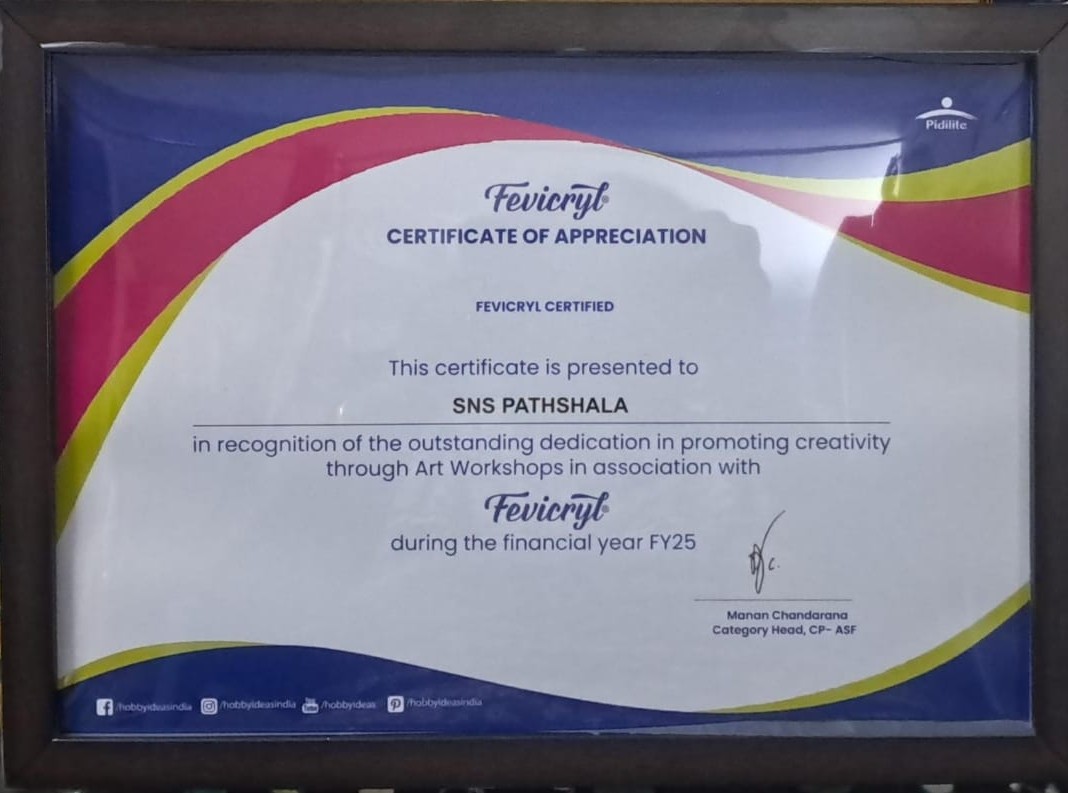 Pidilite
Fevicryl®
CERTIFICATE OF APPRECIATION
FEVICRYL CERTIFIED
This certificate is presented to
SNS PATHSHALA
in recognition of the outstanding dedication in promoting creativity
through Art Workshops in association with
Fevicryl®
during the financial year FY25
Manan Chandarana
Category Head, CP- ASF
/hobbyideasindia /hobbyideasindia You Tube /hobbyideas /hobbyideasindia